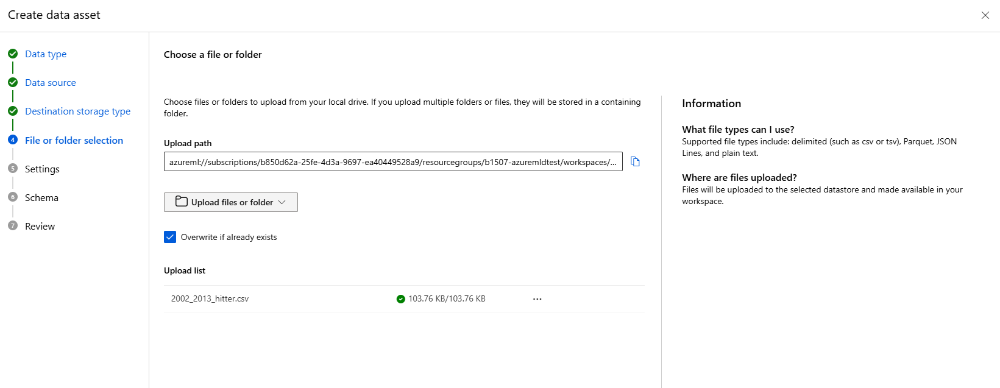 Create data asset
Data type
Data source
Destination storage type
4 File or folder selection
5 Settings
6 Schema
7 Review
Choose a file or folder
Choose files or folders to upload from your local drive. If you upload multiple folders or files, they will be stored in a containing
folder.
Upload path
azureml://subscriptions/b850d62a-25fe-4d3a-9697-ea40449528a9/resourcegroups/b1507-azuremldtest/workspaces/...
Upload files or folder
Overwrite if already exists
Upload list
2002_2013_hitter.csv 103.76 KB/103.76 KB ...
Information
What file types can I use?
Supported file types include: delimited (such as csv or tsv), Parquet, JSON
Lines, and plain text.
Where are files uploaded?
Files will be uploaded to the selected datastore and made available in your
workspace.